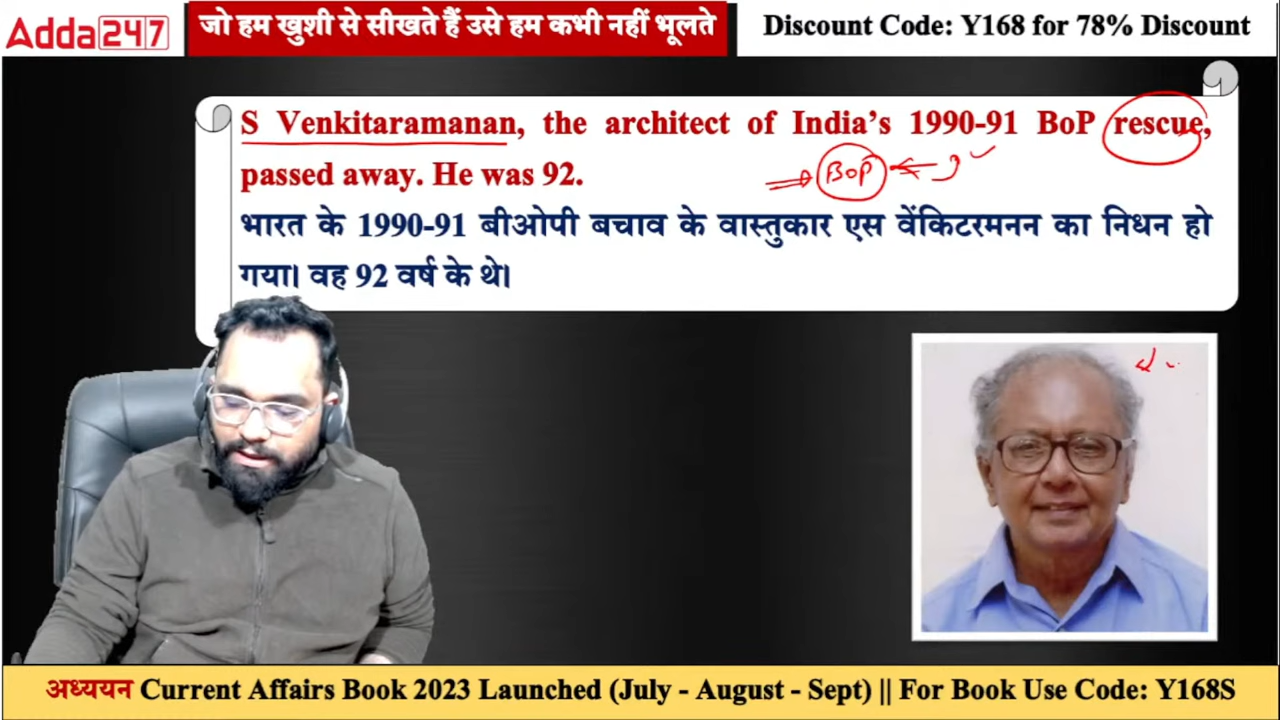 Adda247
जो हम खुशी से सीखते हैं उसे हम कभी नहीं भूलते
Discount Code: Y168 for 78% Discount
S Venkitaramanan, the architect of India's 1990-91 BoP rescue,
passed away. He was 92.
BoP
भारत के 1990-91 बीओपी बचाव के वास्तुकार एस वेंकिटरमनन का निधन हो
गया। वह 92 वर्ष के थे।
अध्ययन Current Affairs Book 2023 Launched (July - August - Sept) || For Book Use Code: Y168S